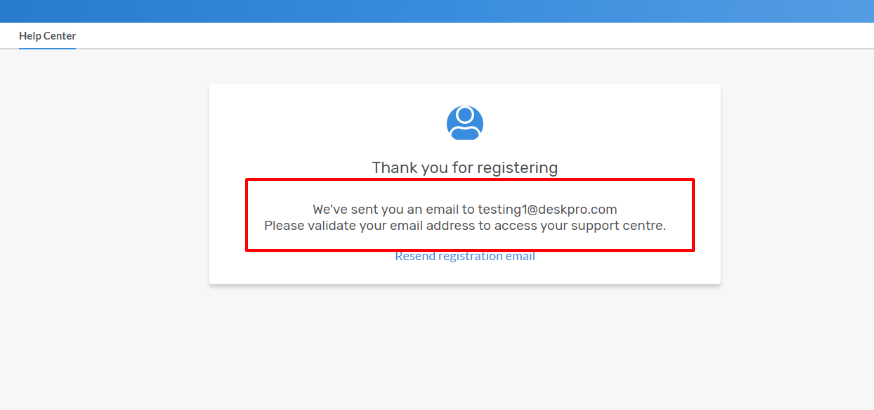 Help Center
Thank you for registering
We've sent you an email to testing1@deskpro.com
Please validate your email address to access your support centre.
Resend registration email